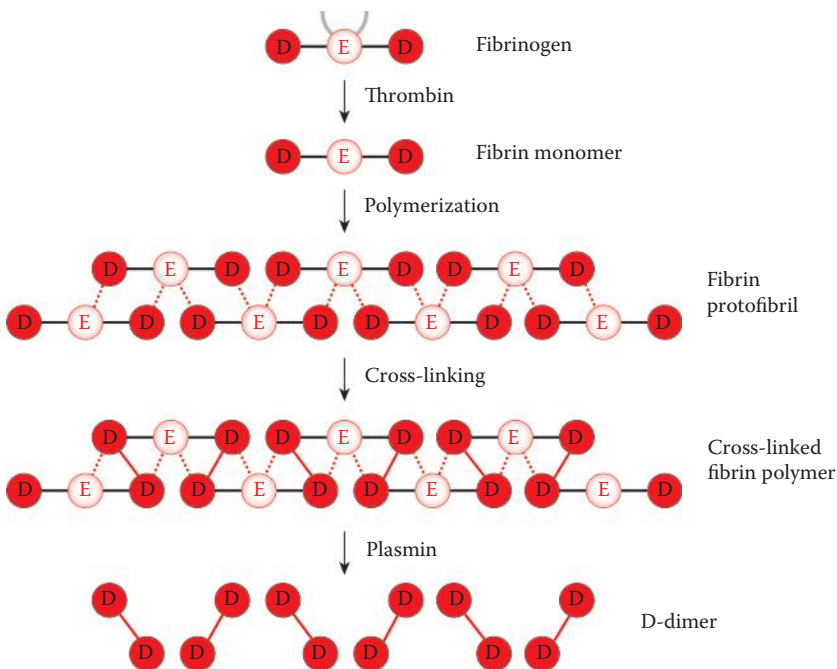 D E D Fibrinogen
Thrombin
D E D Fibrin monomer
Polymerization
D E D D E D D E D
Fibrin
protofibril
D E D D E D D E D D E D
Cross-linking
D E D D E D D E D
Cross-linked
fibrin polymer
D E D D E D D E D D E D
Plasmin
D D D D D D
D-dimer
D D D D D D